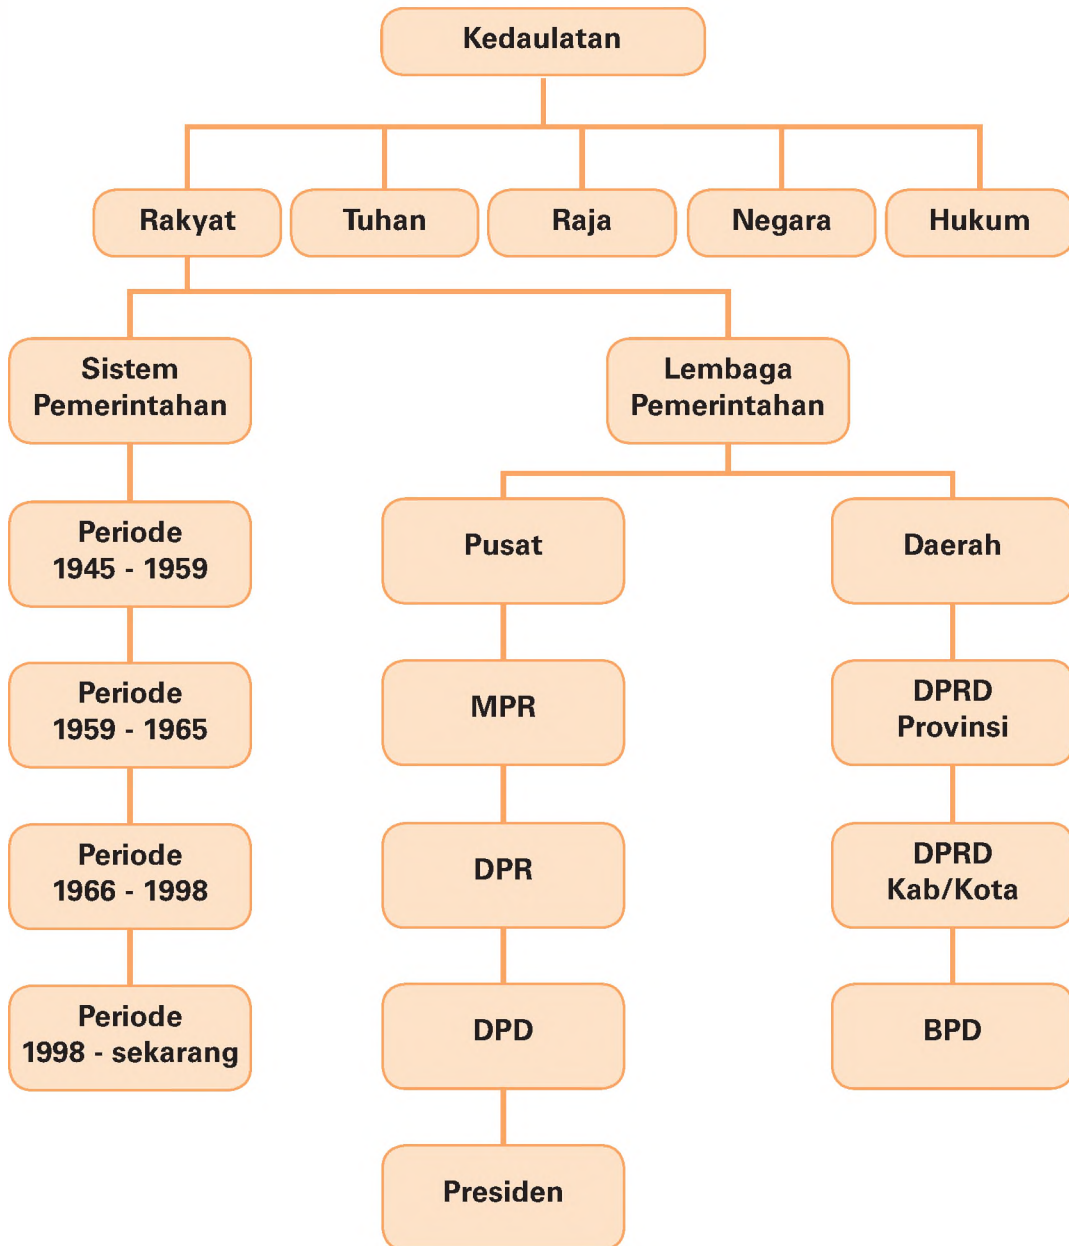 Kedaulatan
Rakyat
Tuhan
Raja
Negara
Hukum
Sistem
Pemerintahan
Lembaga
Pemerintahan
Periode
1945 - 1959
Periode
1959 - 1965
Periode
1966 - 1998
Periode
1998 - sekarang
Pusat
MPR
DPR
DPD
Presiden
Daerah
DPRD
Provinsi
DPRD
Kab/Kota
BPD